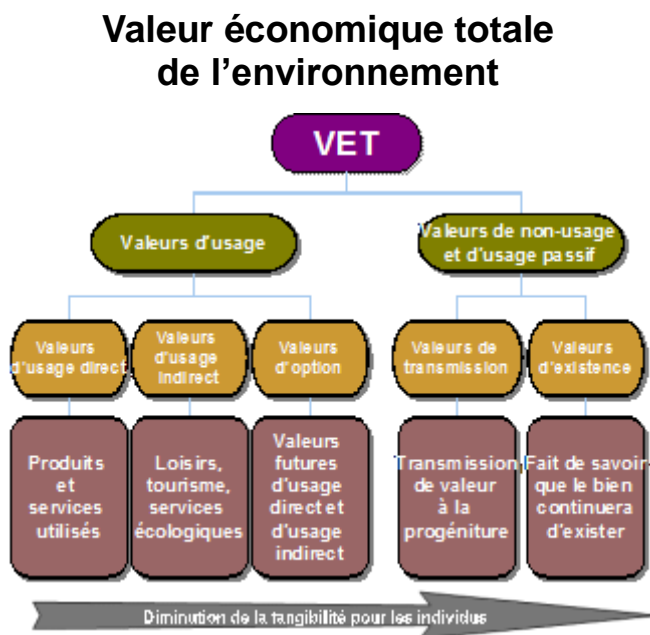 Valeur économique totale
de l'environnement
VET
Valeurs d'usage
Valeurs de non-usage
et d'usage passif
Valeurs
d'usage direct
Valeurs
d'usage
indirect
Valeurs
d'option
Valeurs de
transmission
Valeurs
d'existence
Produits
et
services
utilisés
Loisirs,
tourisme,
services
écologiques
Valeurs
futures
d'usage
direct et
d'usage
indirect
Transmission
de valeur
à la
progéniture
Fait de savoir
que le bien
continuera
d'exister
Diminution de la tangibilité pour les individus